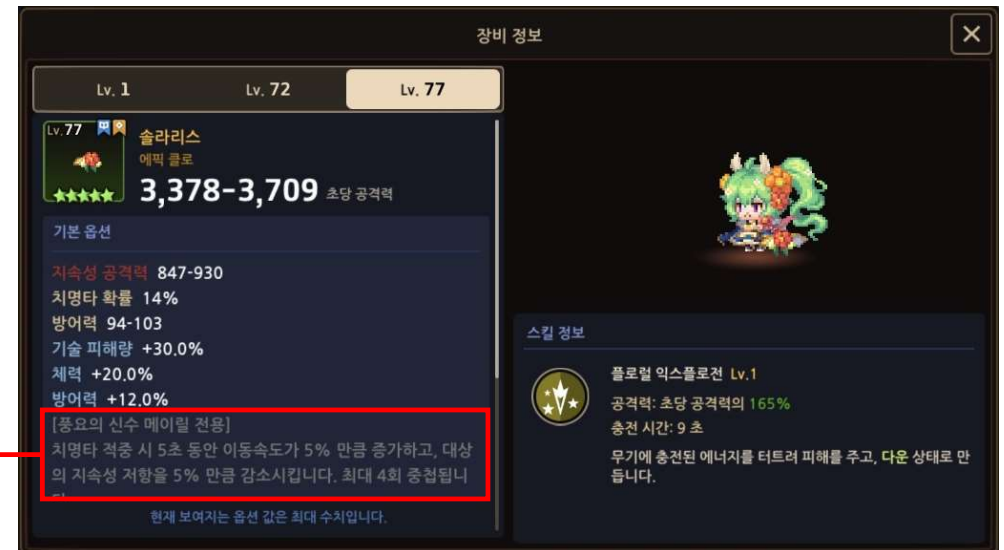 장비 정보
Lv. 1
Lv. 72
Lv. 77
Lv.77
솔라리스
에픽 클로
3,378-3,709 초당 공격력
기본 옵션
지속성 공격력 847-930
치명타 확률 14%
방어력 94-103
기술 피해량 +30.0%
체력 +20.0%
방어력 +12.0%
[풍요의 신수 메이릴 전용]
치명타 적중 시 5초 동안 이동속도가 5% 만큼 증가하고, 대상
의 지속성 저항을 5% 만큼 감소시킵니다. 최대 4회 중첩됩니
현재 보여지는 옵션 값은 최대 수치입니다.
스킬 정보
플로럴 익스플로전 Lv.1
공격력: 초당 공격력의 165%
충전 시간: 9 초
무기에 충전된 에너지를 터트려 피해를 주고, 다운 상태로 만
듭니다.